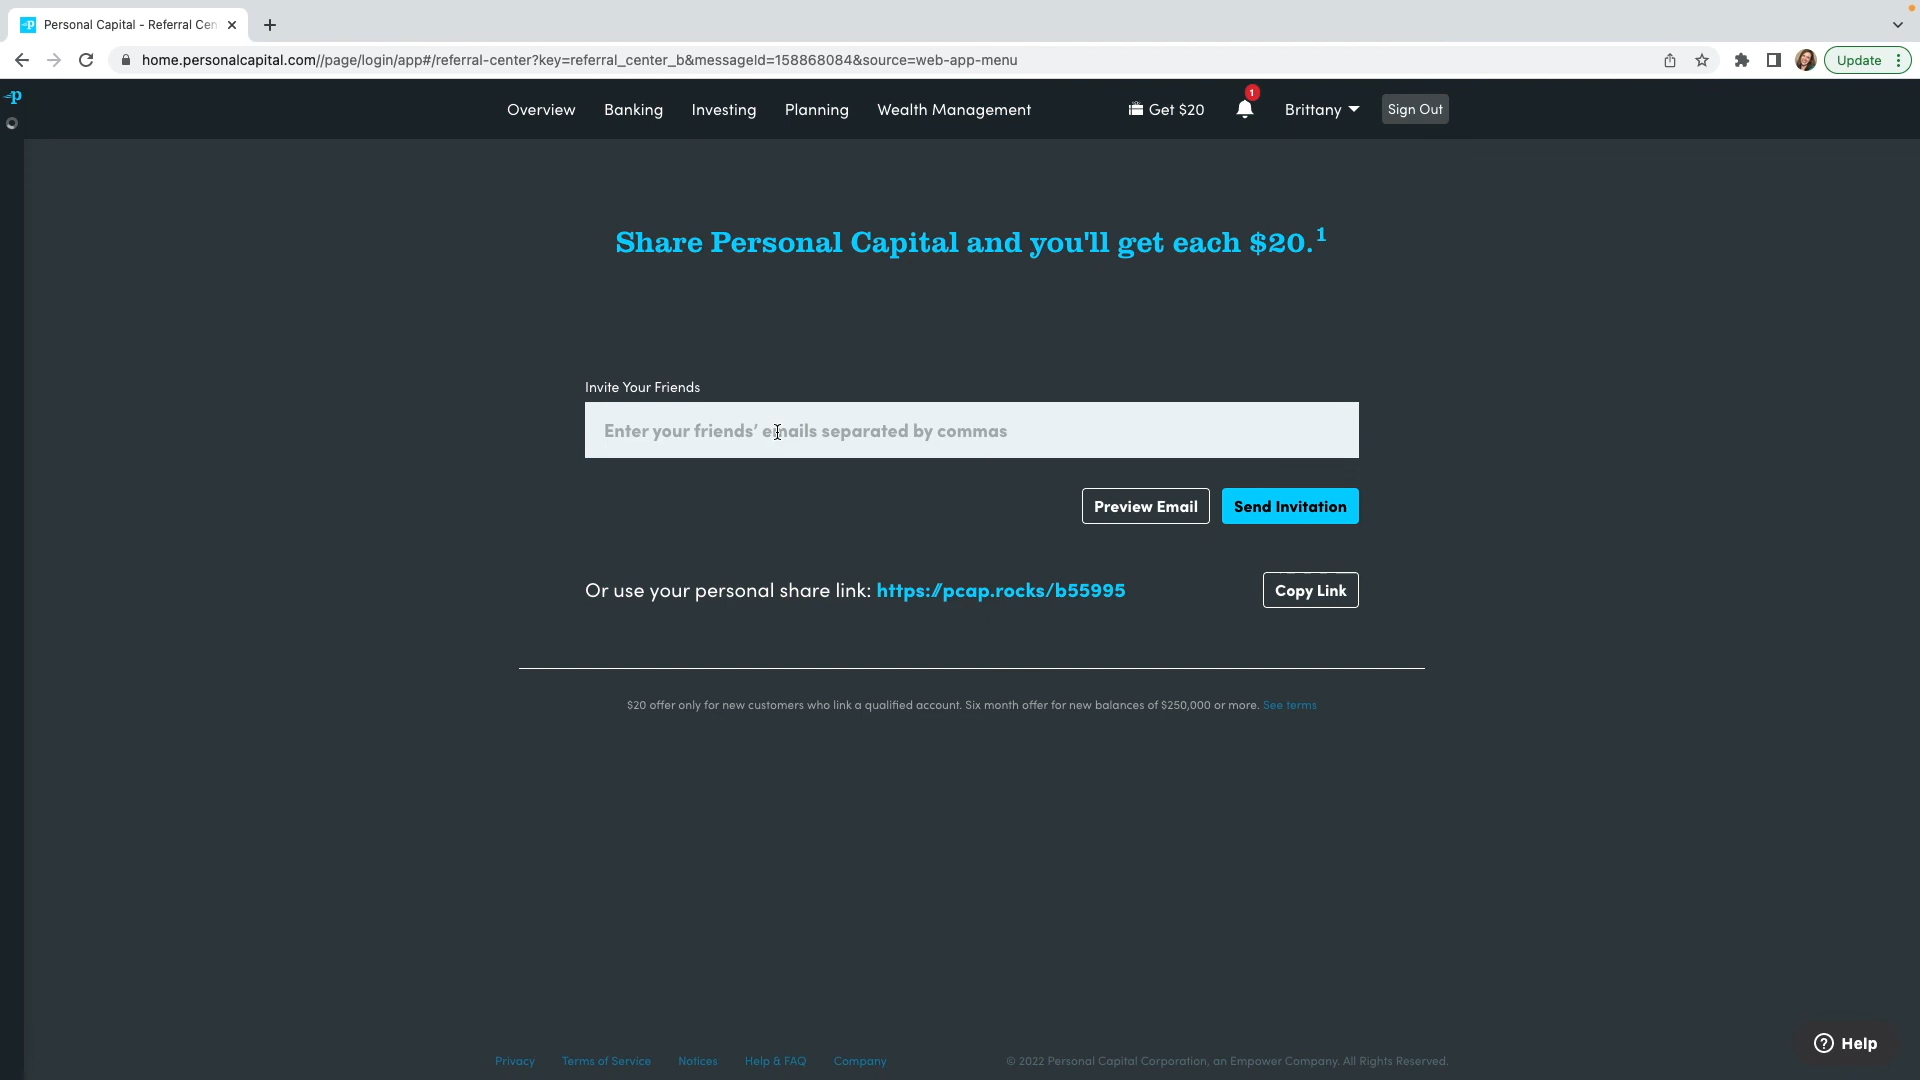 Personal Capital - Referral Cen
home.personalcapital.com//page/login/app#/referral-center?key=referral_center_b&messageId=158868084&source=web-app-menu
Update
Overview Banking Investing Planning Wealth Management Get $20 1 Brittany Sign Out
Share Personal Capital and you'll get each $20.1
Invite Your Friends
Enter your friends’ emails separated by commas
Preview Email Send Invitation
Or use your personal share link: https://pcap.rocks/b55995 Copy Link
$20 offer only for new customers who link a qualified account. Six month offer for new balances of $250,000 or more. See terms
Help
Privacy Terms of Service Notices Help & FAQ Company © 2022 Personal Capital Corporation, an Empower Company. All Rights Reserved.